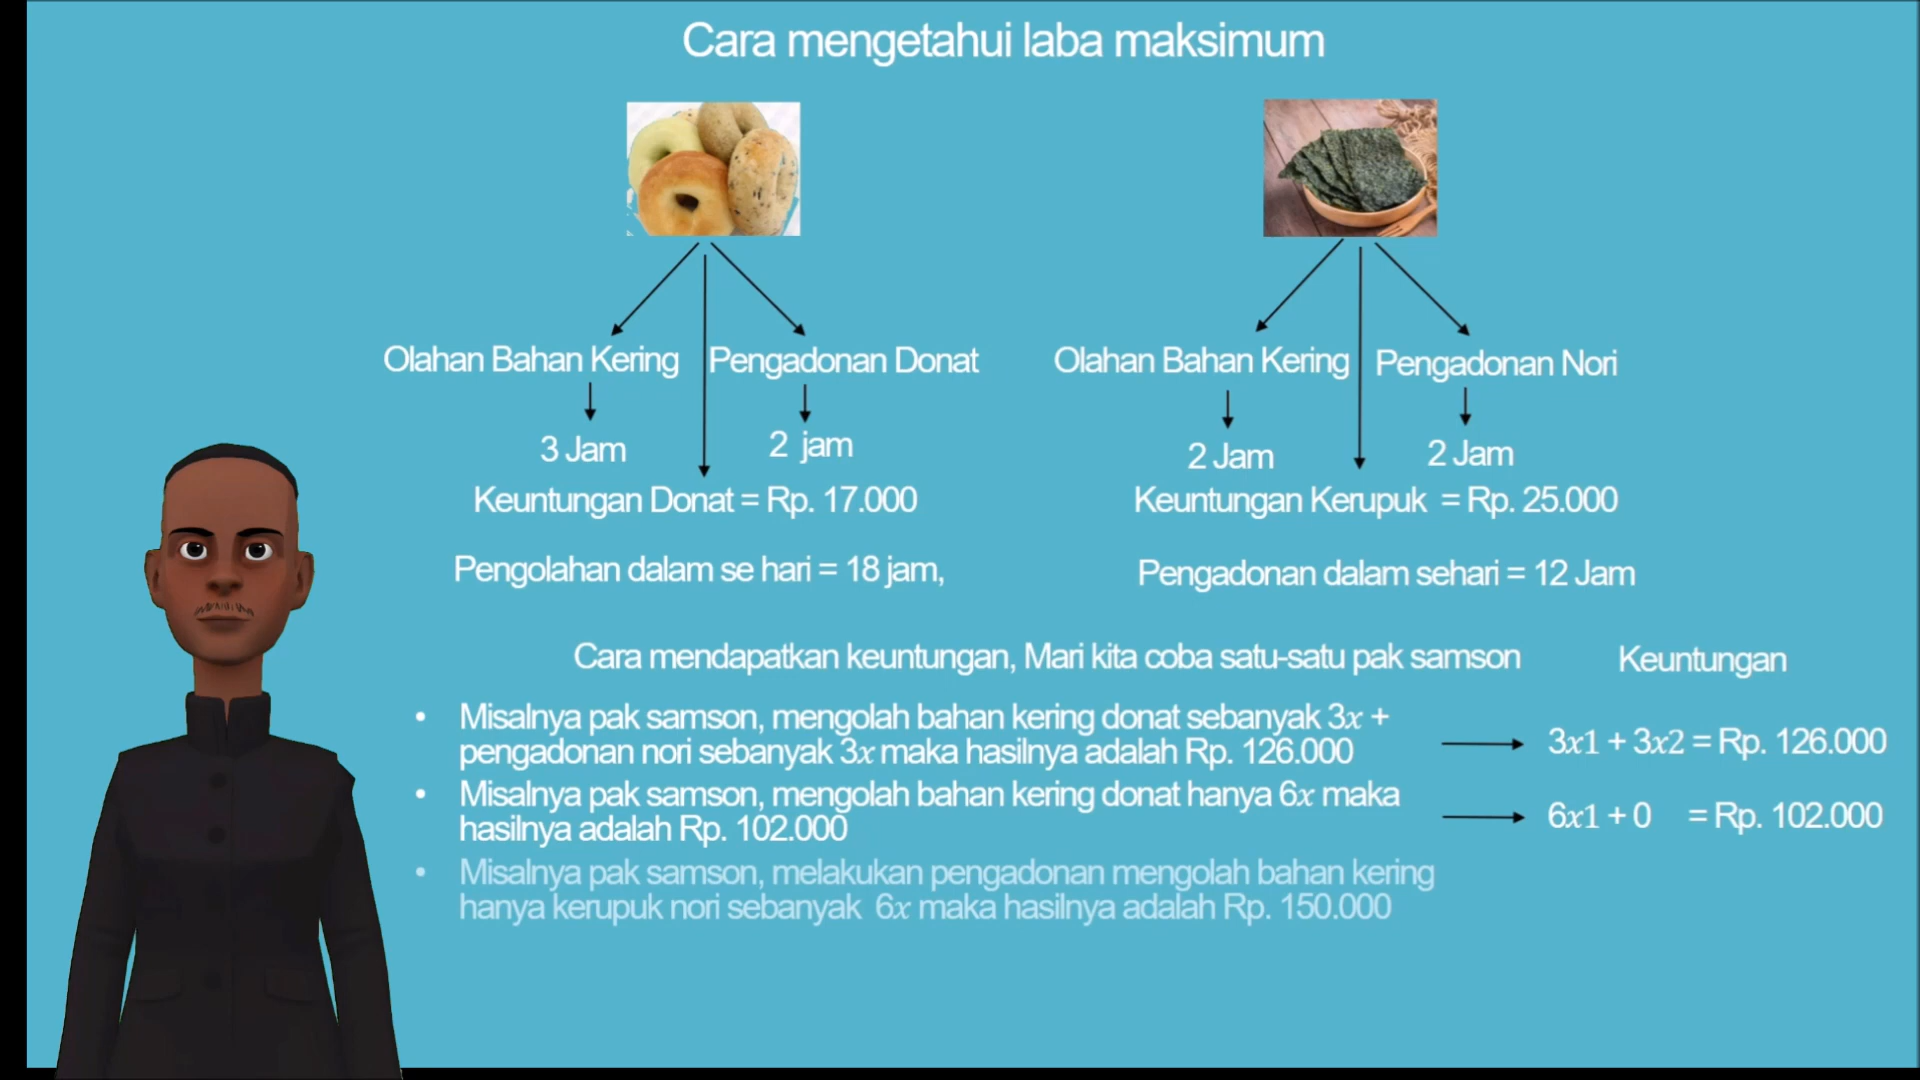 Cara mengetahui laba maksimum
Olahan Bahan Kering
Pengadonan Donat
3 Jam
2 jam
Keuntungan Donat = Rp. 17.000
Olahan Bahan Kering
Pengadonan Nori
2 Jam
2 Jam
Keuntungan Kerupuk = Rp. 25.000
Pengolahan dalam se hari = 18 jam,
Pengadonan dalam sehari = 12 Jam
Cara mendapatkan keuntungan, Mari kita coba satu-satu pak samson
Keuntungan
• Misalnya pak samson, mengolah bahan kering donat sebanyak 3x +
pengadonan nori sebanyak 3x maka hasilnya adalah Rp. 126.000
3x1 + 3x2 = Rp. 126.000
• Misalnya pak samson, mengolah bahan kering donat hanya 6x maka
hasilnya adalah Rp. 102.000
6x1 + 0 = Rp. 102.000
• Misalnya pak samson, melakukan pengadonan mengolah bahan kering
hanya kerupuk nori sebanyak 6x maka hasilnya adalah Rp. 150.000